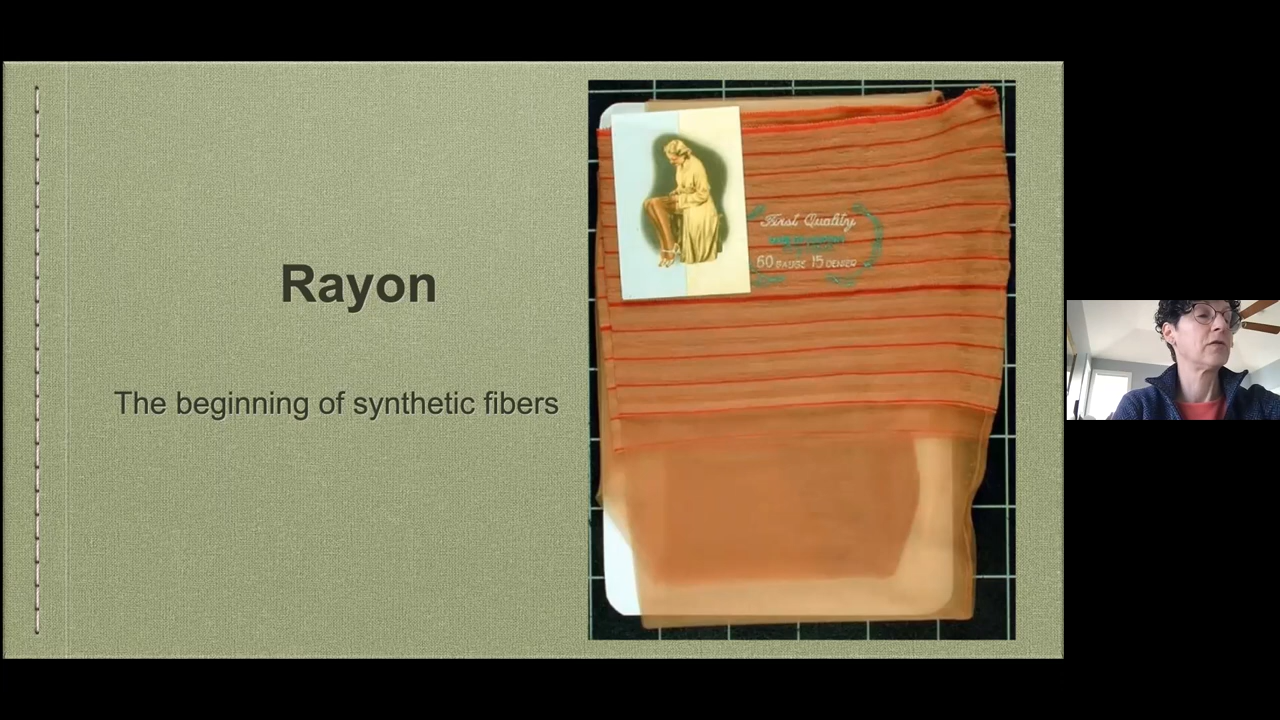 Rayon
The beginning of synthetic fibers
First Quality
60 GAUGE 15 DENIER